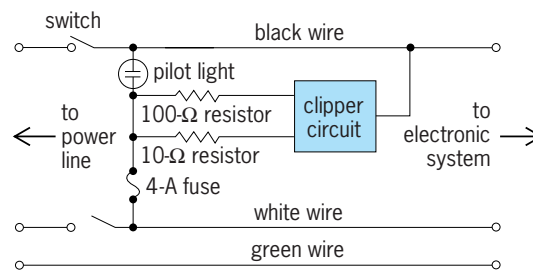 switch
black wire
pilot light
100-Ω resistor
clipper
circuit
to
power
line
10-Ω resistor
to
electronic
system
4-A fuse
white wire
green wire